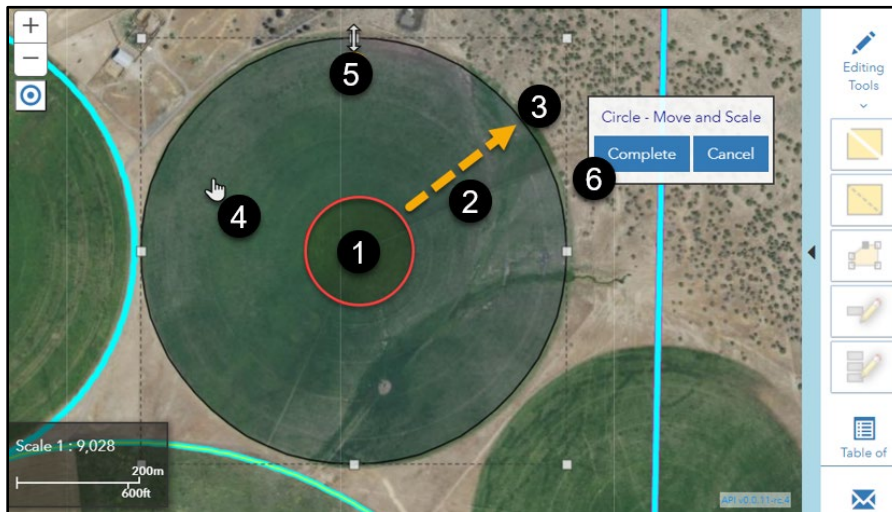 +
−
5
3
Circle - Move and Scale
Complete
Cancel
6
4
2
1
Scale 1 : 9,028
200m
600ft
API v0.0.11-rc.4
Editing
Tools
Table of